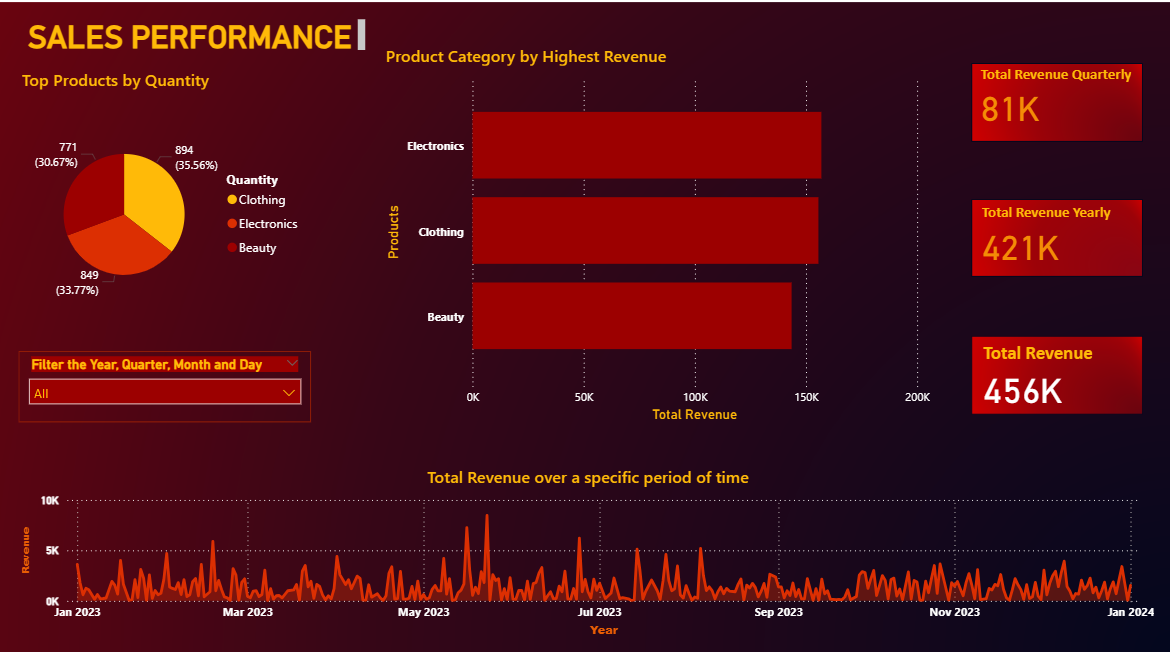 SALES PERFORMANCE
Top Products by Quantity
771
(30.67%)
894
(35.56%)
849
(33.77%)
Quantity
Clothing
Electronics
Beauty
Filter the Year, Quarter, Month and Day
All
Product Category by Highest Revenue
Products
Electronics
Clothing
Beauty
0K 50K 100K 150K 200K
Total Revenue
Total Revenue Quarterly
81K
Total Revenue Yearly
421K
Total Revenue
456K
Total Revenue over a specific period of time
Revenue
10K
5K
0K
Jan 2023 Mar 2023 May 2023 Jul 2023 Sep 2023 Nov 2023 Jan 2024
Year